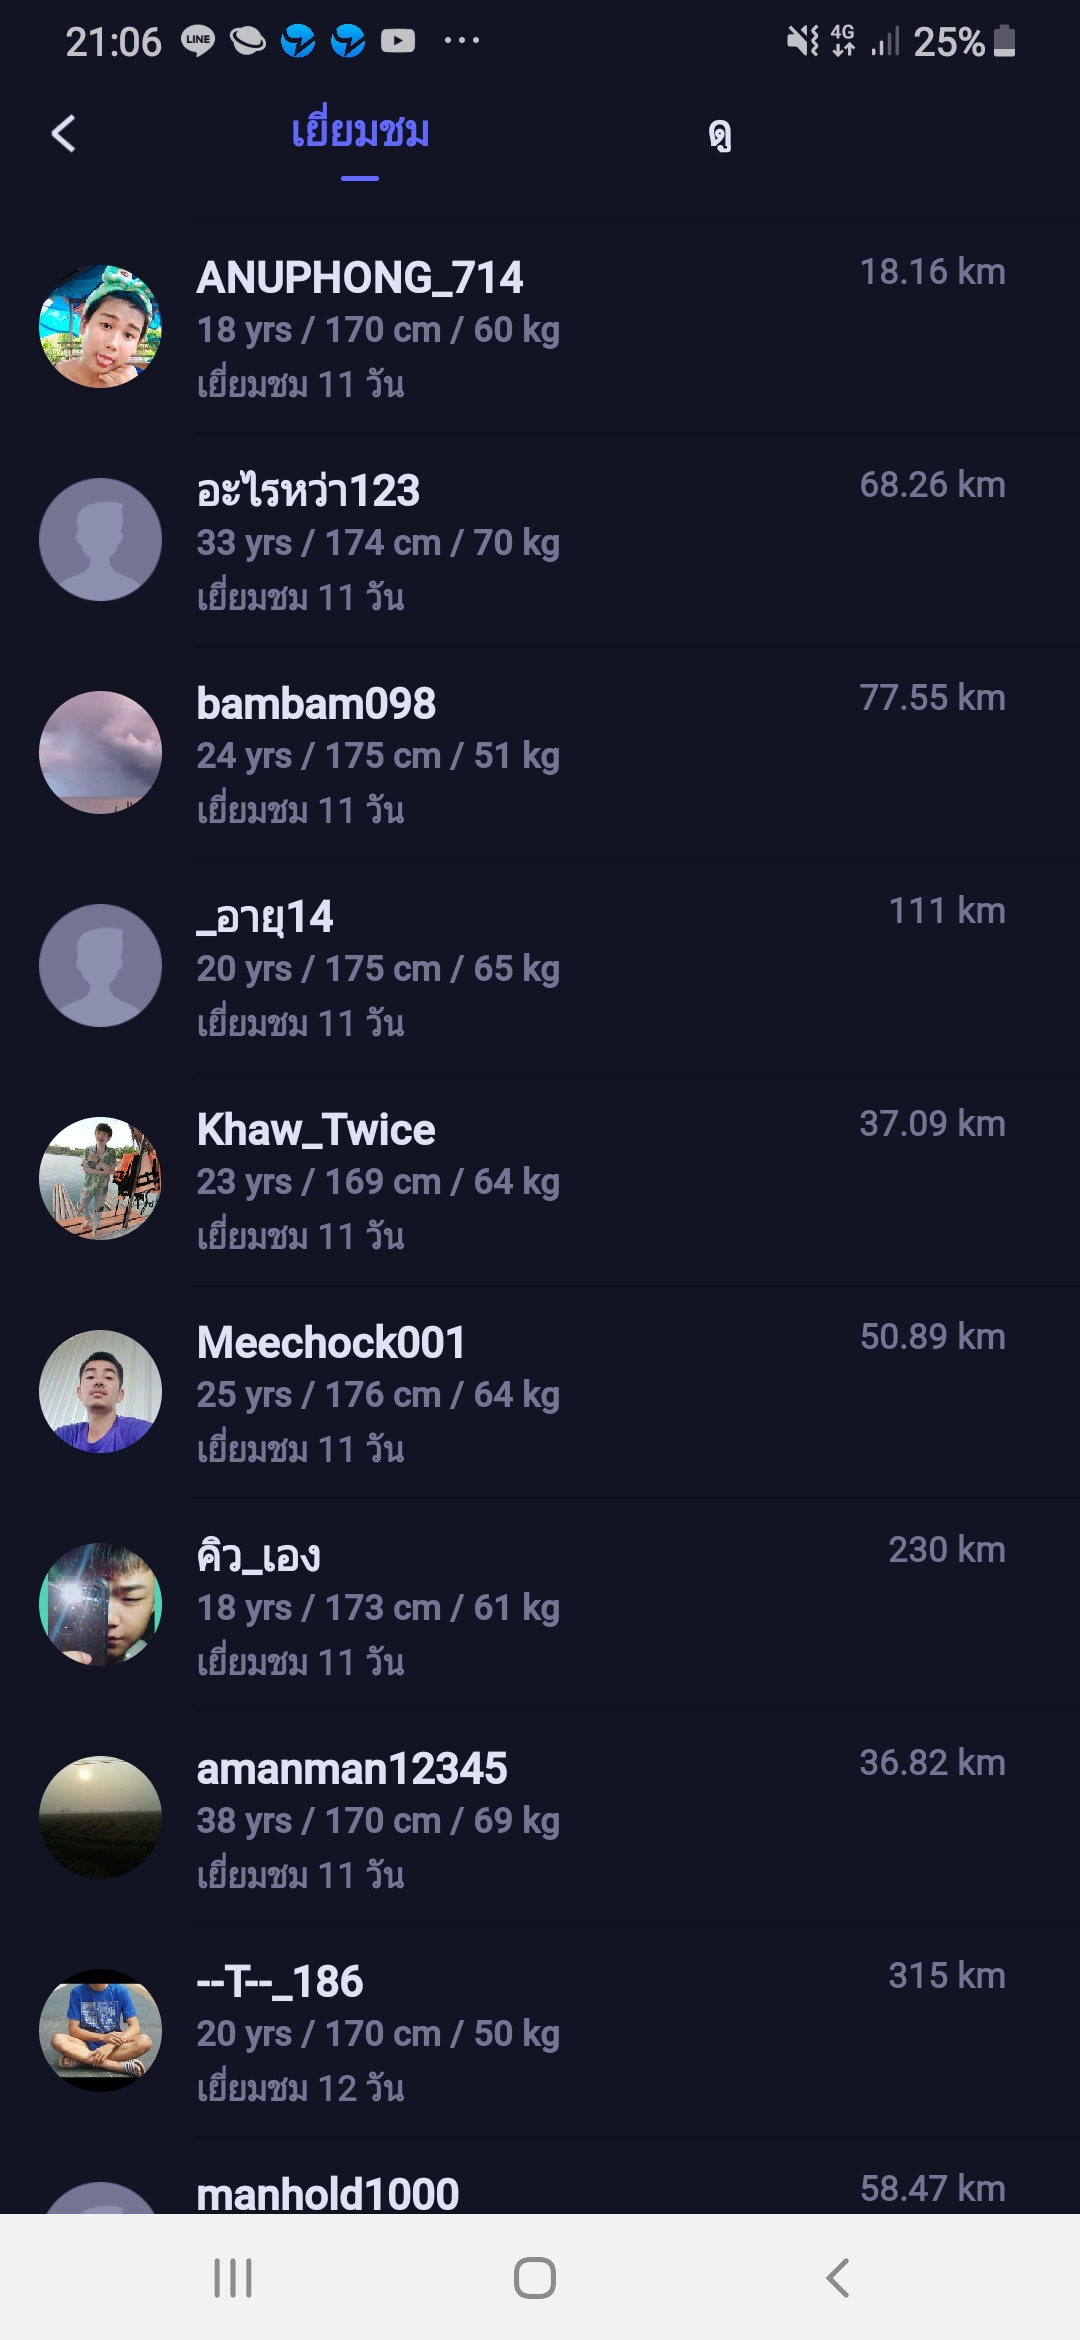 21:06 LINE 4G 25%
เยี่ยมชม ดู
ANUPHONG_714 18.16 km
18 yrs / 170 cm / 60 kg
เยี่ยมชม 11 วัน
อะไรหว่า123 68.26 km
33 yrs / 174 cm / 70 kg
เยี่ยมชม 11 วัน
bambam098 77.55 km
24 yrs / 175 cm / 51 kg
เยี่ยมชม 11 วัน
_อายุ14 111 km
20 yrs / 175 cm / 65 kg
เยี่ยมชม 11 วัน
Khaw_Twice 37.09 km
23 yrs / 169 cm / 64 kg
เยี่ยมชม 11 วัน
Meechock001 50.89 km
25 yrs / 176 cm / 64 kg
เยี่ยมชม 11 วัน
คิว_เอง 230 km
18 yrs / 173 cm / 61 kg
เยี่ยมชม 11 วัน
amanman12345 36.82 km
38 yrs / 170 cm / 69 kg
เยี่ยมชม 11 วัน
--T--_186 315 km
20 yrs / 170 cm / 50 kg
เยี่ยมชม 12 วัน
manhold1000 58.47 km